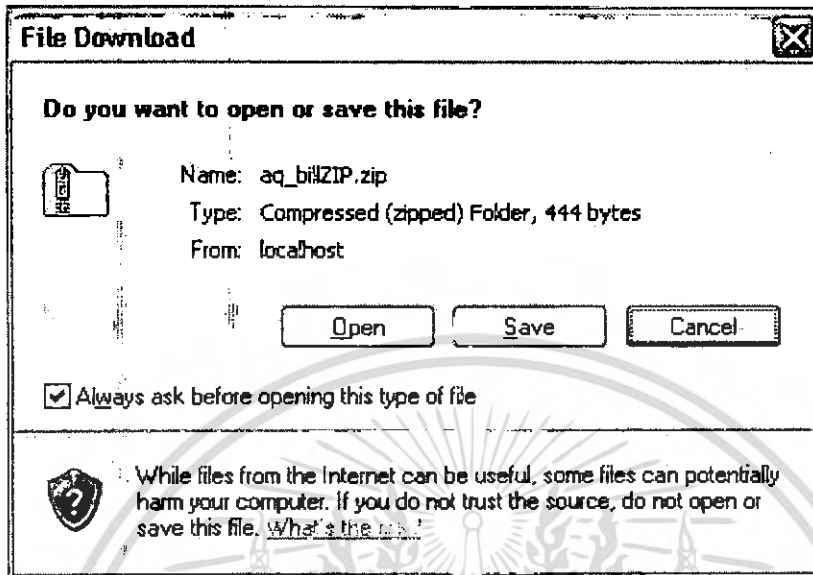 File Download
Do you want to open or save this file?
Name: aq_billZIP.zip
Type: Compressed (zipped) Folder, 444 bytes
From: localhost
Open Save Cancel
Always ask before opening this type of file
While files from the Internet can be useful, some files can potentially
harm your computer. If you do not trust the source, do not open or
save this file. What's the